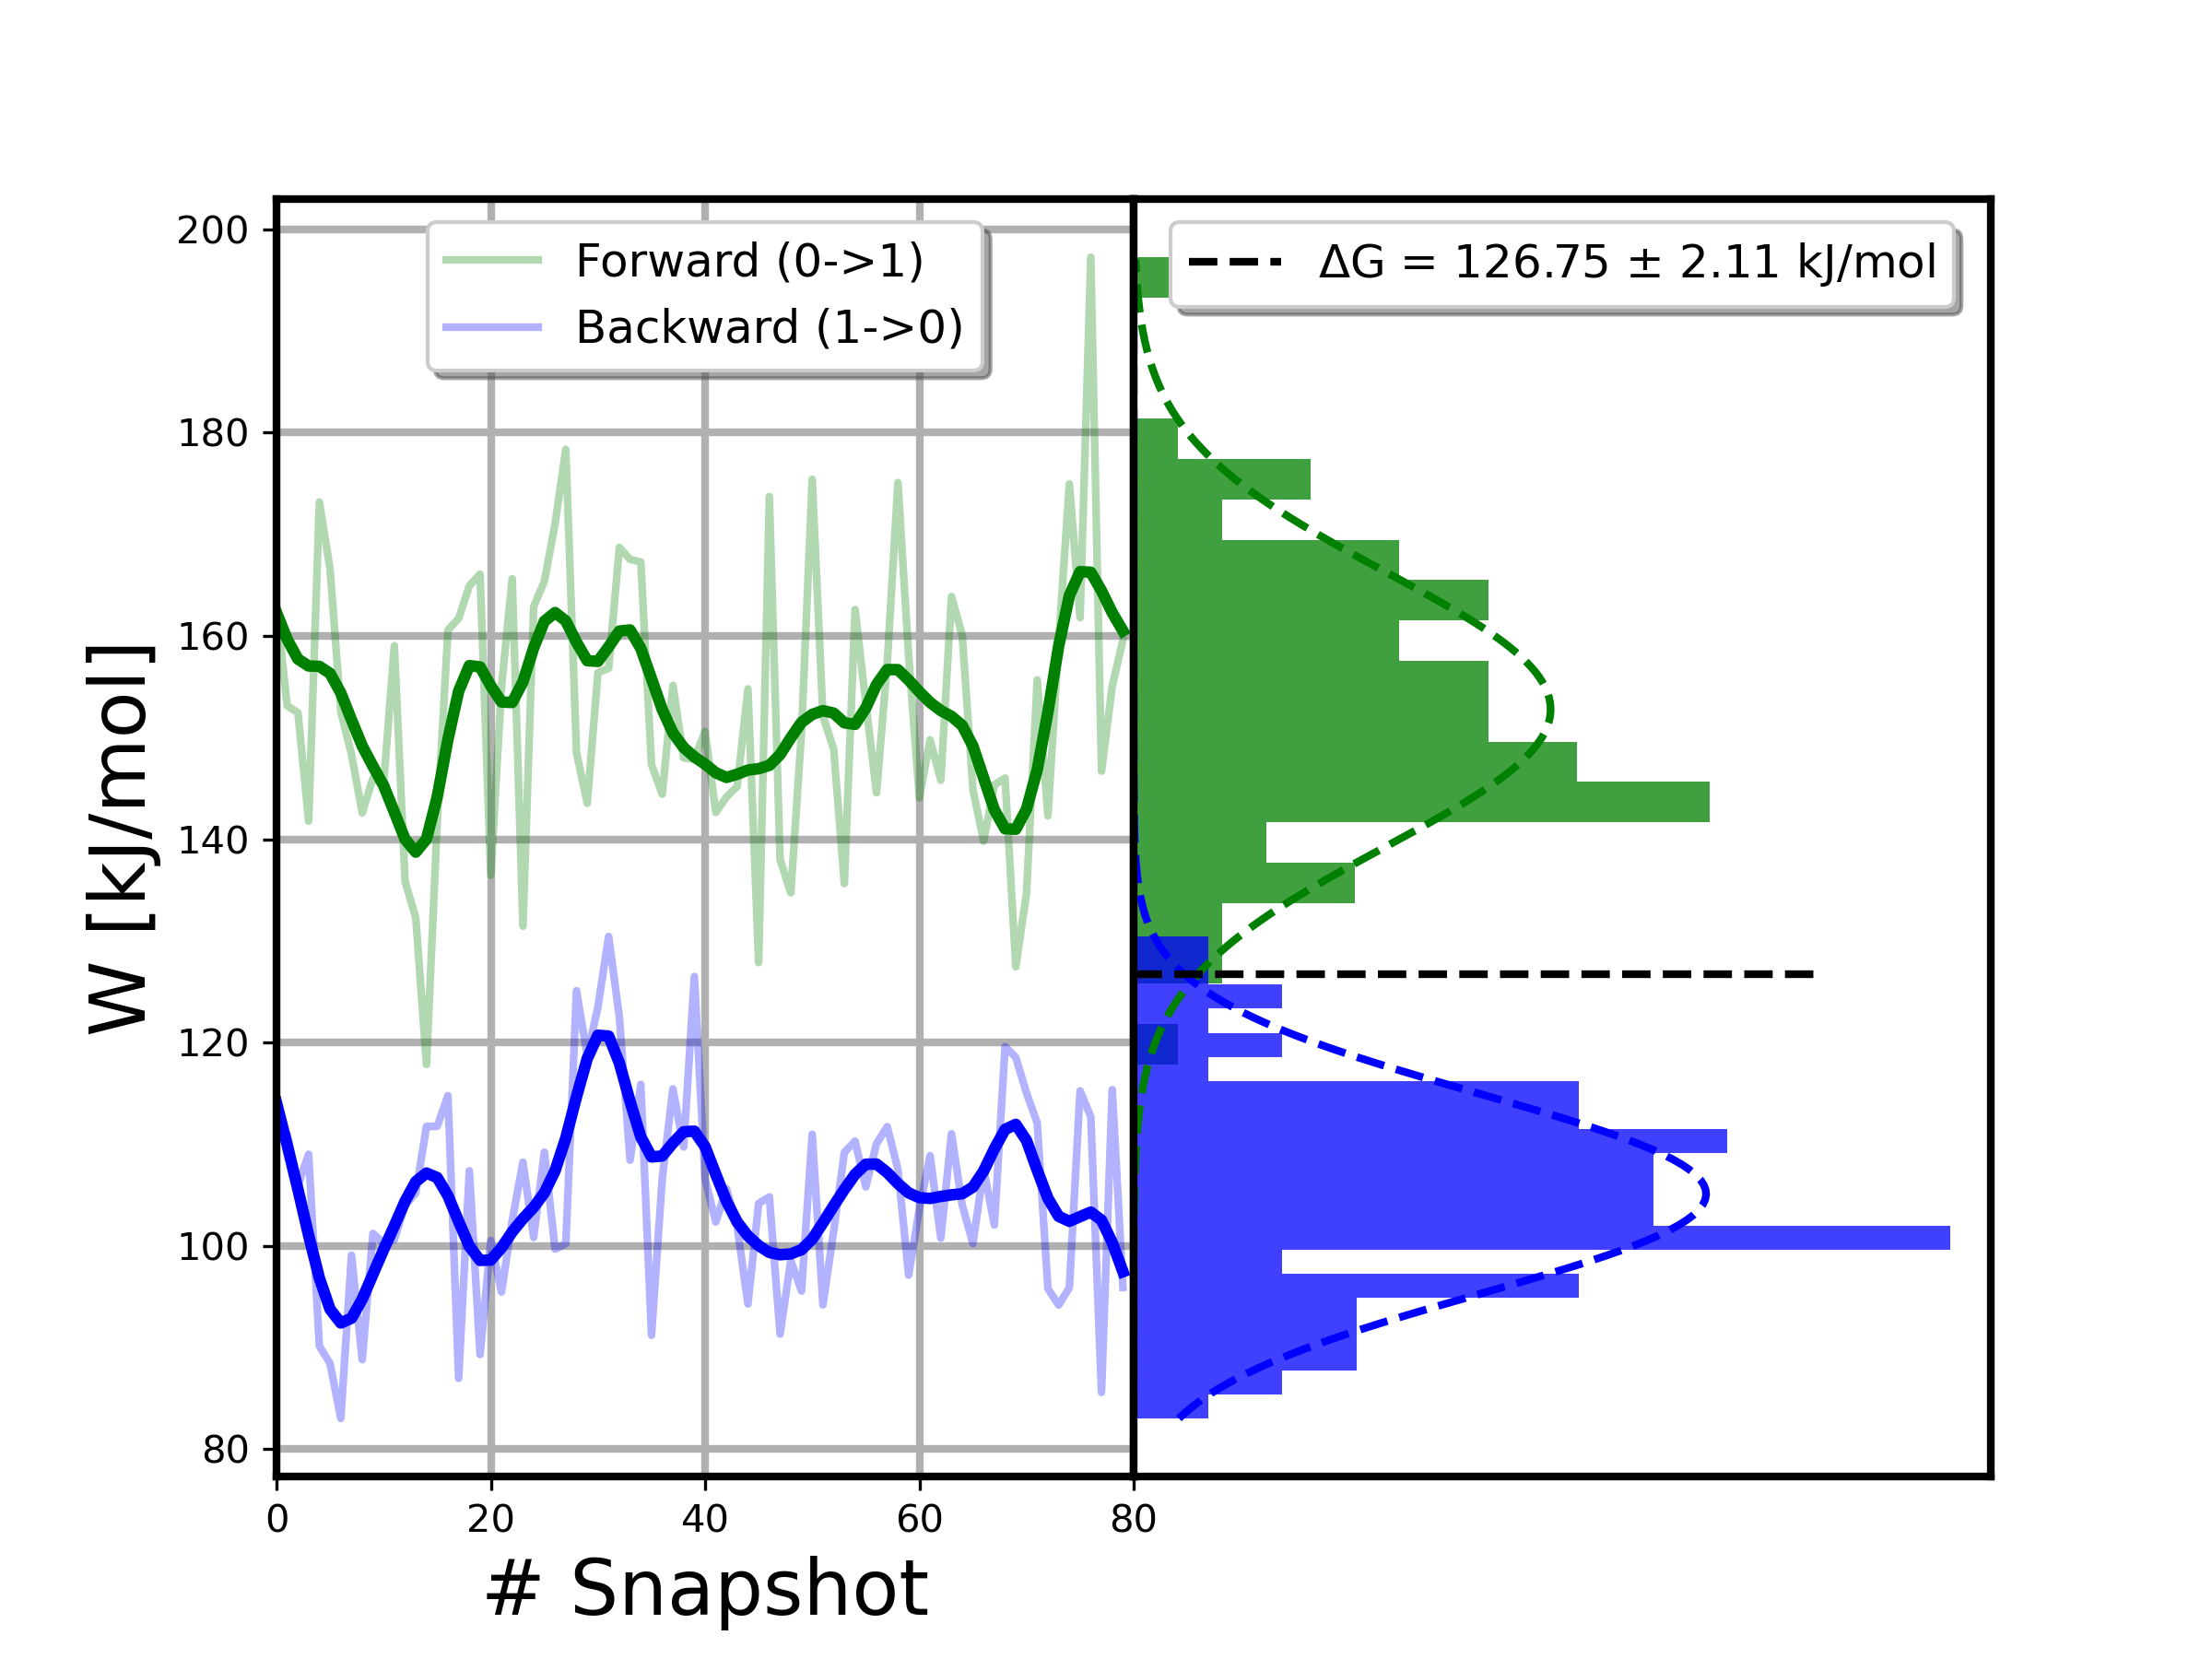 Forward (0->1)
Backward (1->0)
ΔG = 126.75 ± 2.11 kJ/mol
W [kJ/mol]
200
180
160
140
120
100
80
0 20 40 60 80
# Snapshot